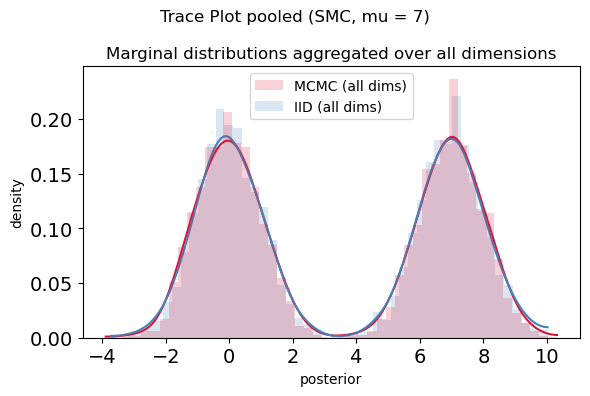 Trace Plot pooled (SMC, mu = 7)
Marginal distributions aggregated over all dimensions
MCMC (all dims)
IID (all dims)
density
0.20
0.15
0.10
0.05
0.00
−4 −2 0 2 4 6 8 10
posterior